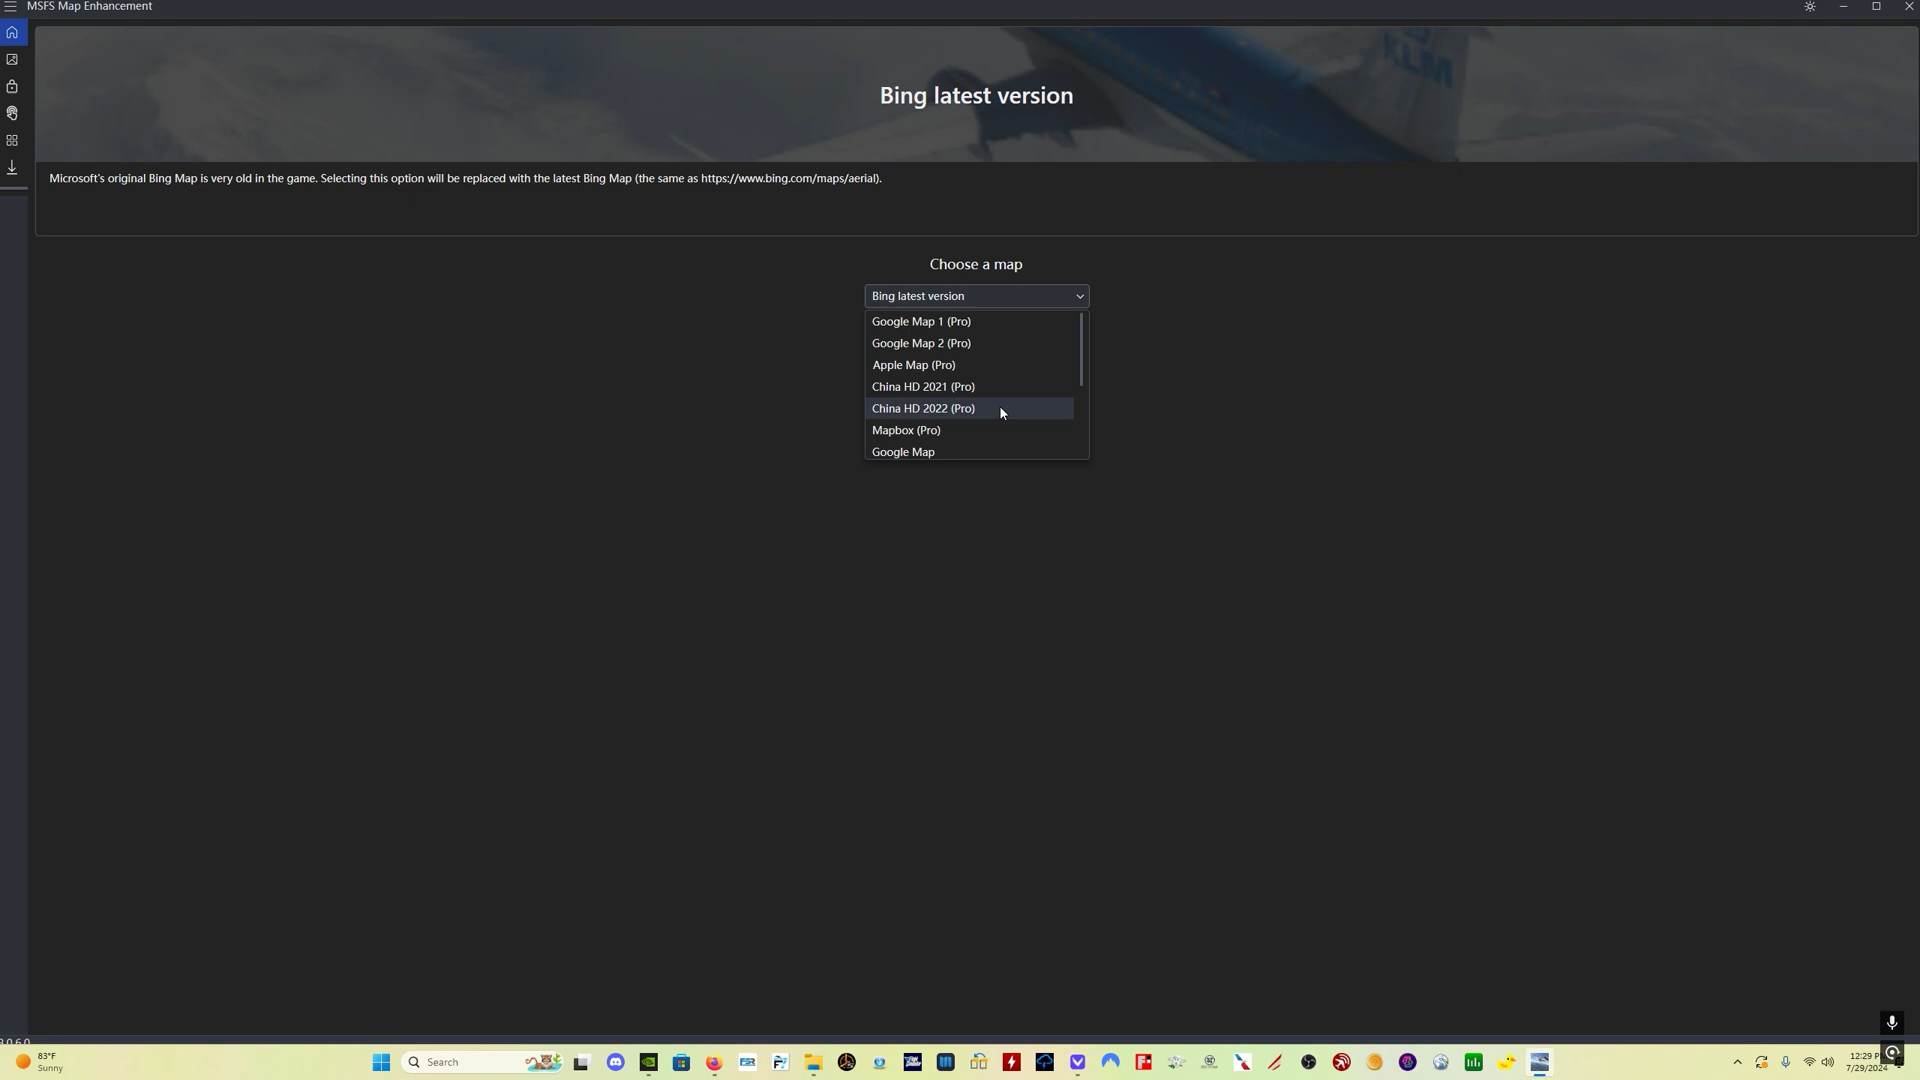 MSFS Map Enhancement
KLM
Bing latest version
Microsoft's original Bing Map is very old in the game. Selecting this option will be replaced with the latest Bing Map (the same as https://www.bing.com/maps/aerial).
Choose a map
Bing latest version
Google Map 1 (Pro)
Google Map 2 (Pro)
Apple Map (Pro)
China HD 2021 (Pro)
China HD 2022 (Pro)
Mapbox (Pro)
Google Map
83°F
Sunny
Search
12:29
7/29/2024